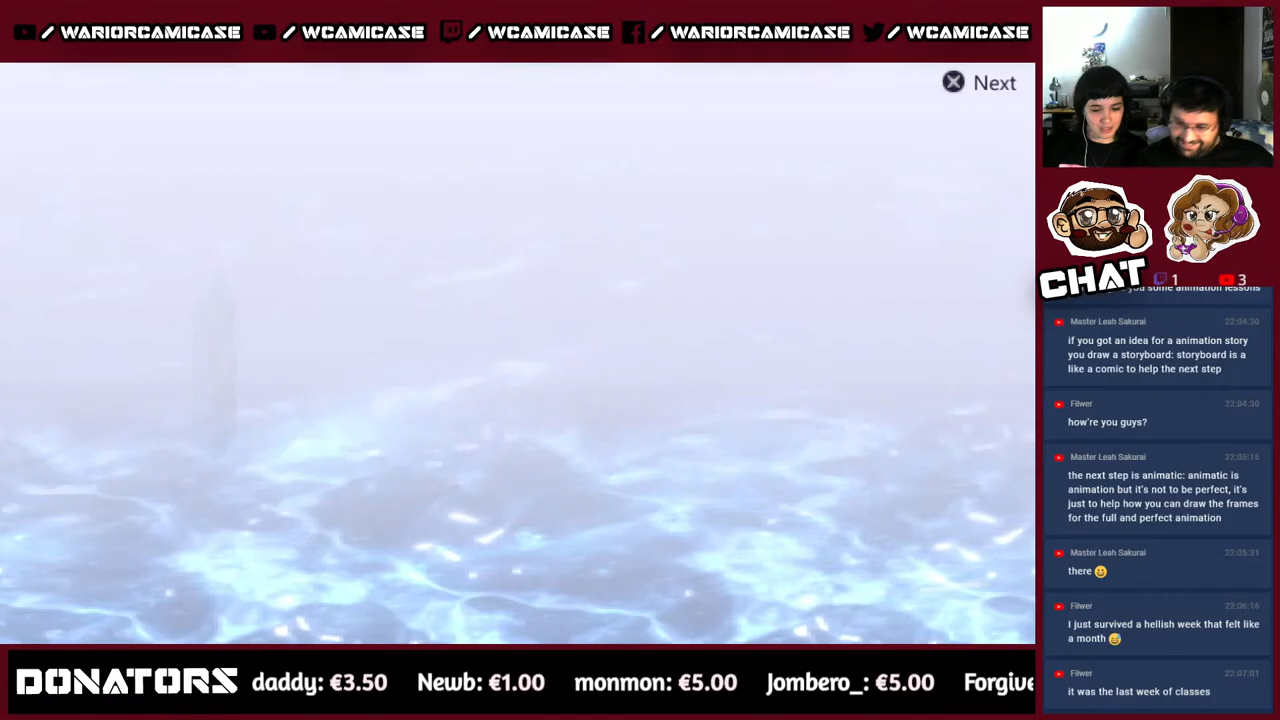 / WARIORCAMICASE / WCAMICASE / WCAMICASE / WARIORCAMICASE / WCAMICASE
Next
CHAT 1 3
you some animation lessons
Master Leah Sakurai 22:04:30
if you got an idea for a animation story
you draw a storyboard: storyboard is a
like a comic to help the next step
Filwer 22:04:30
how're you guys?
Master Leah Sakurai 22:05:15
the next step is animatic: animatic is
animation but it's not to be perfect, it's
just to help how you can draw the frames
for the full and perfect animation
Master Leah Sakurai 22:05:31
there
Filwer 22:06:16
I just survived a hellish week that felt like
a month
Filwer 22:07:01
it was the last week of classes
DONATORS daddy: €3.50 Newb: €1.00 monmon: €5.00 Jombero_: €5.00 Forgive